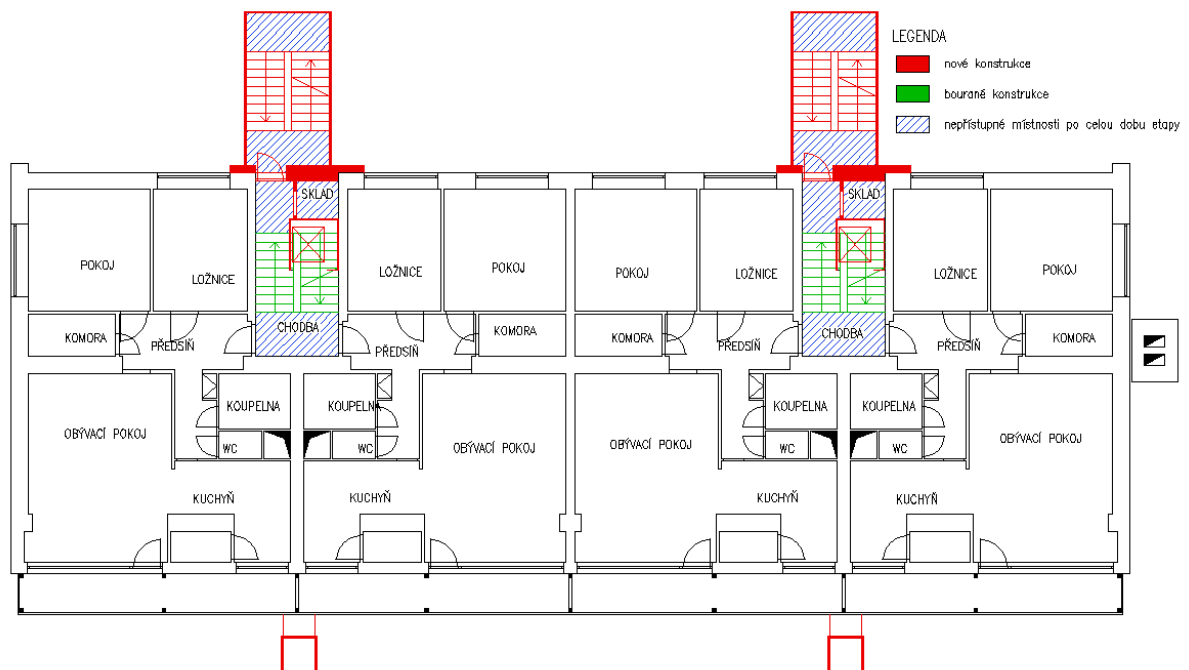 LEGENDA
nové konstrukce
bourané konstrukce
nepřístupné místnosti po celou dobu etapy
SKLAD
SKLAD
POKOJ
LOŽNICE
LOŽNICE
POKOJ
POKOJ
LOŽNICE
LOŽNICE
POKOJ
KOMORA
PŘEDSÍŇ
CHODBA
PŘEDSÍŇ
KOMORA
KOMORA
PŘEDSÍŇ
CHODBA
PŘEDSÍŇ
KOMORA
OBÝVACÍ POKOJ
KOUPELNA
KOUPELNA
OBÝVACÍ POKOJ
OBÝVACÍ POKOJ
KOUPELNA
KOUPELNA
OBÝVACÍ POKOJ
WC
WC
WC
WC
KUCHYŇ
KUCHYŇ
KUCHYŇ
KUCHYŇ